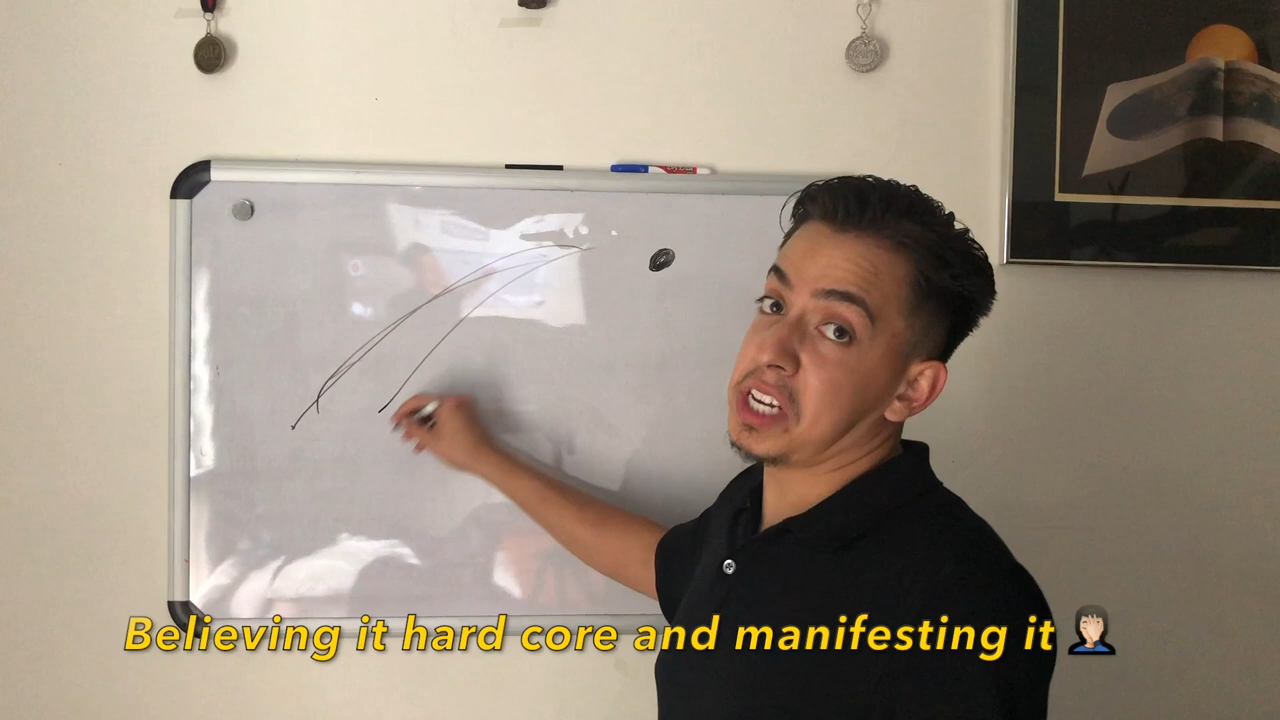 Believing it hard core and manifesting it 🤦🏻‍♂️